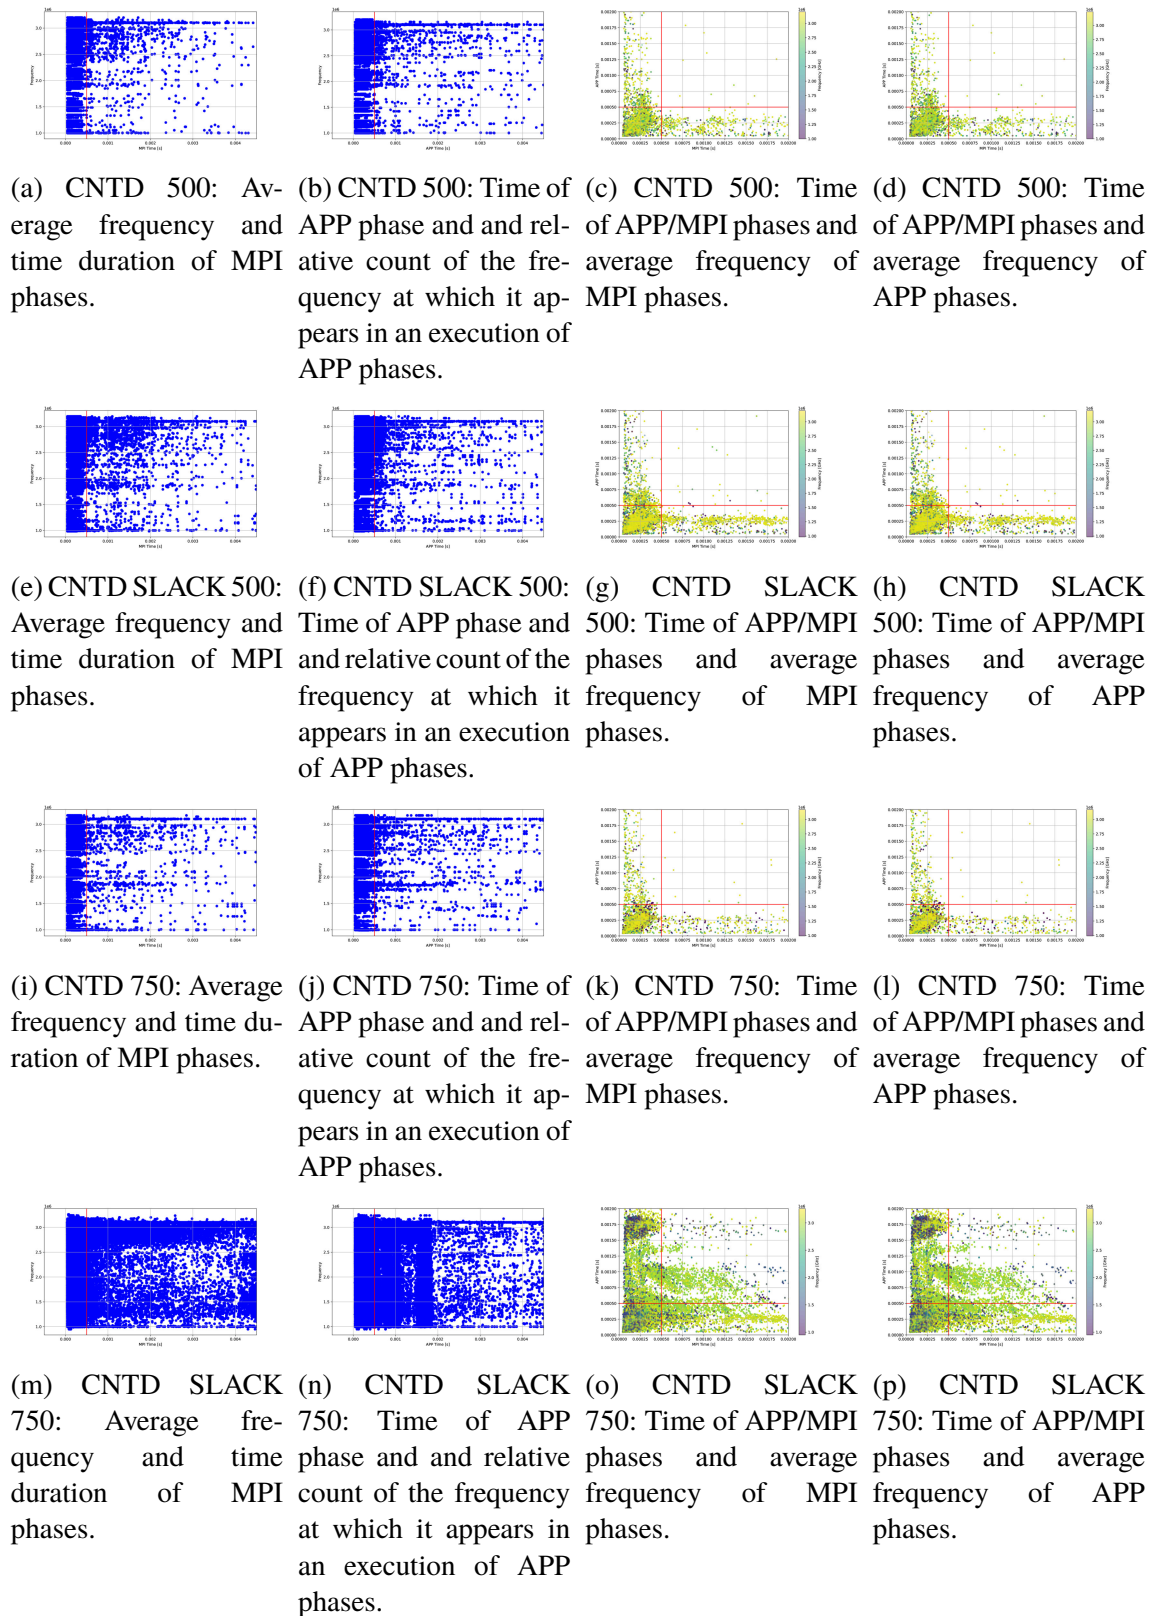 (a) CNTD 500: Av-
erage frequency and
time duration of MPI
phases.
(b) CNTD 500: Time of
APP phase and and rel-
ative count of the fre-
quency at which it ap-
pears in an execution of
APP phases.
(c) CNTD 500: Time
of APP/MPI phases and
average frequency of
MPI phases.
(d) CNTD 500: Time
of APP/MPI phases and
average frequency of
APP phases.
(e) CNTD SLACK 500:
Average frequency and
time duration of MPI
phases.
(f) CNTD SLACK 500:
Time of APP phase and
and relative count of the
frequency at which it
appears in an execution
of APP phases.
(g) CNTD SLACK
500: Time of APP/MPI
phases and average
frequency of MPI
phases.
(h) CNTD SLACK
500: Time of APP/MPI
phases and average
frequency of APP
phases.
(i) CNTD 750: Average
frequency and time du-
ration of MPI phases.
(j) CNTD 750: Time of
APP phase and and rel-
ative count of the fre-
quency at which it ap-
pears in an execution of
APP phases.
(k) CNTD 750: Time
of APP/MPI phases and
average frequency of
MPI phases.
(l) CNTD 750: Time
of APP/MPI phases and
average frequency of
APP phases.
(m) CNTD SLACK
750: Average fre-
quency and time
duration of MPI
phases.
(n) CNTD SLACK
750: Time of APP
phase and and relative
count of the frequency
at which it appears in
an execution of APP
phases.
(o) CNTD SLACK
750: Time of APP/MPI
phases and average
frequency of MPI
phases.
(p) CNTD SLACK
750: Time of APP/MPI
phases and average
frequency of APP
phases.